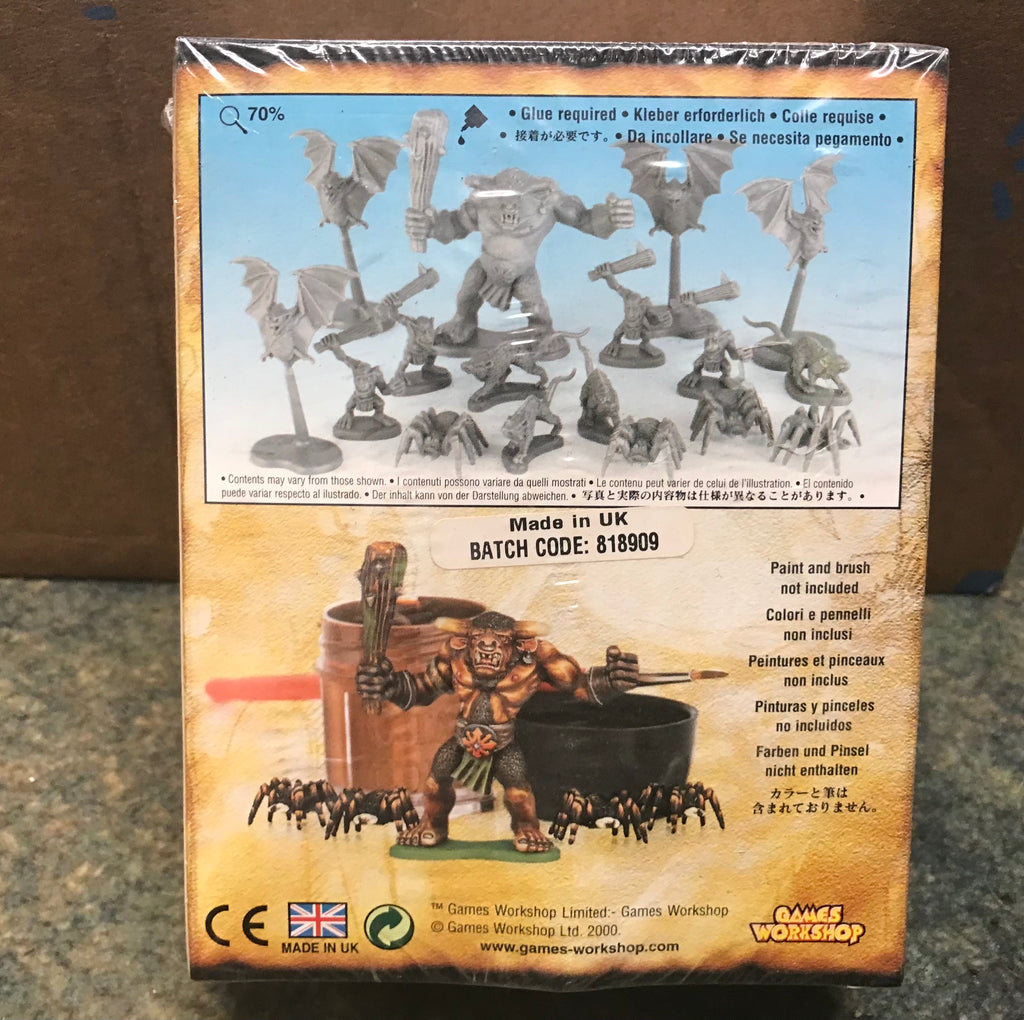 70%
• Glue required • Kleber erforderlich • Colle requise •
• 接着が必要です。• Da incollare • Se necesita pegamento •
• Contents may vary from those shown. • I contenuti possono variare da quelli mostrati • Le contenu peut varier de celui de l'illustration. • El contenido
puede variar respecto al ilustrado. • Der inhalt kann von der Darstellung abweichen. • 写真と実際の内容物は仕様が異なることがあります。•
Made in UK
BATCH CODE: 818909
Paint and brush
not included
Colori e pennelli
non inclusi
Peintures et pinceaux
non inclus
Pinturas y pinceles
no incluidos
Farben und Pinsel
nicht enthalten
カラーと筆は
含まれておりません。
CE
MADE IN UK
™ Games Workshop Limited:- Games Workshop
© Games Workshop Ltd. 2000.
www.games-workshop.com
GAMES
WORKSHOP